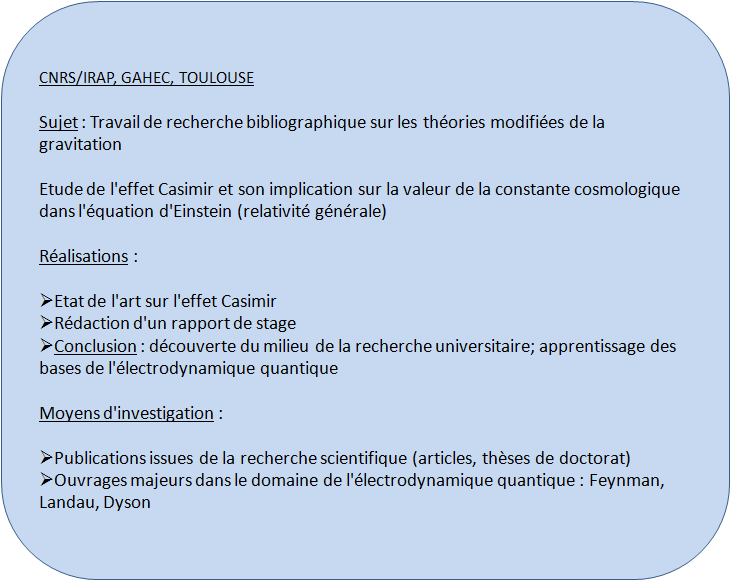 CNRS/IRAP, GAHEC, TOULOUSE
Sujet : Travail de recherche bibliographique sur les théories modifiées de la
gravitation
Etude de l'effet Casimir et son implication sur la valeur de la constante cosmologique
dans l'équation d'Einstein (relativité générale)
Réalisations :
➢Etat de l'art sur l'effet Casimir
➢Rédaction d'un rapport de stage
➢Conclusion : découverte du milieu de la recherche universitaire; apprentissage des
bases de l'électrodynamique quantique
Moyens d'investigation :
➢Publications issues de la recherche scientifique (articles, thèses de doctorat)
➢Ouvrages majeurs dans le domaine de l'électrodynamique quantique : Feynman,
Landau, Dyson